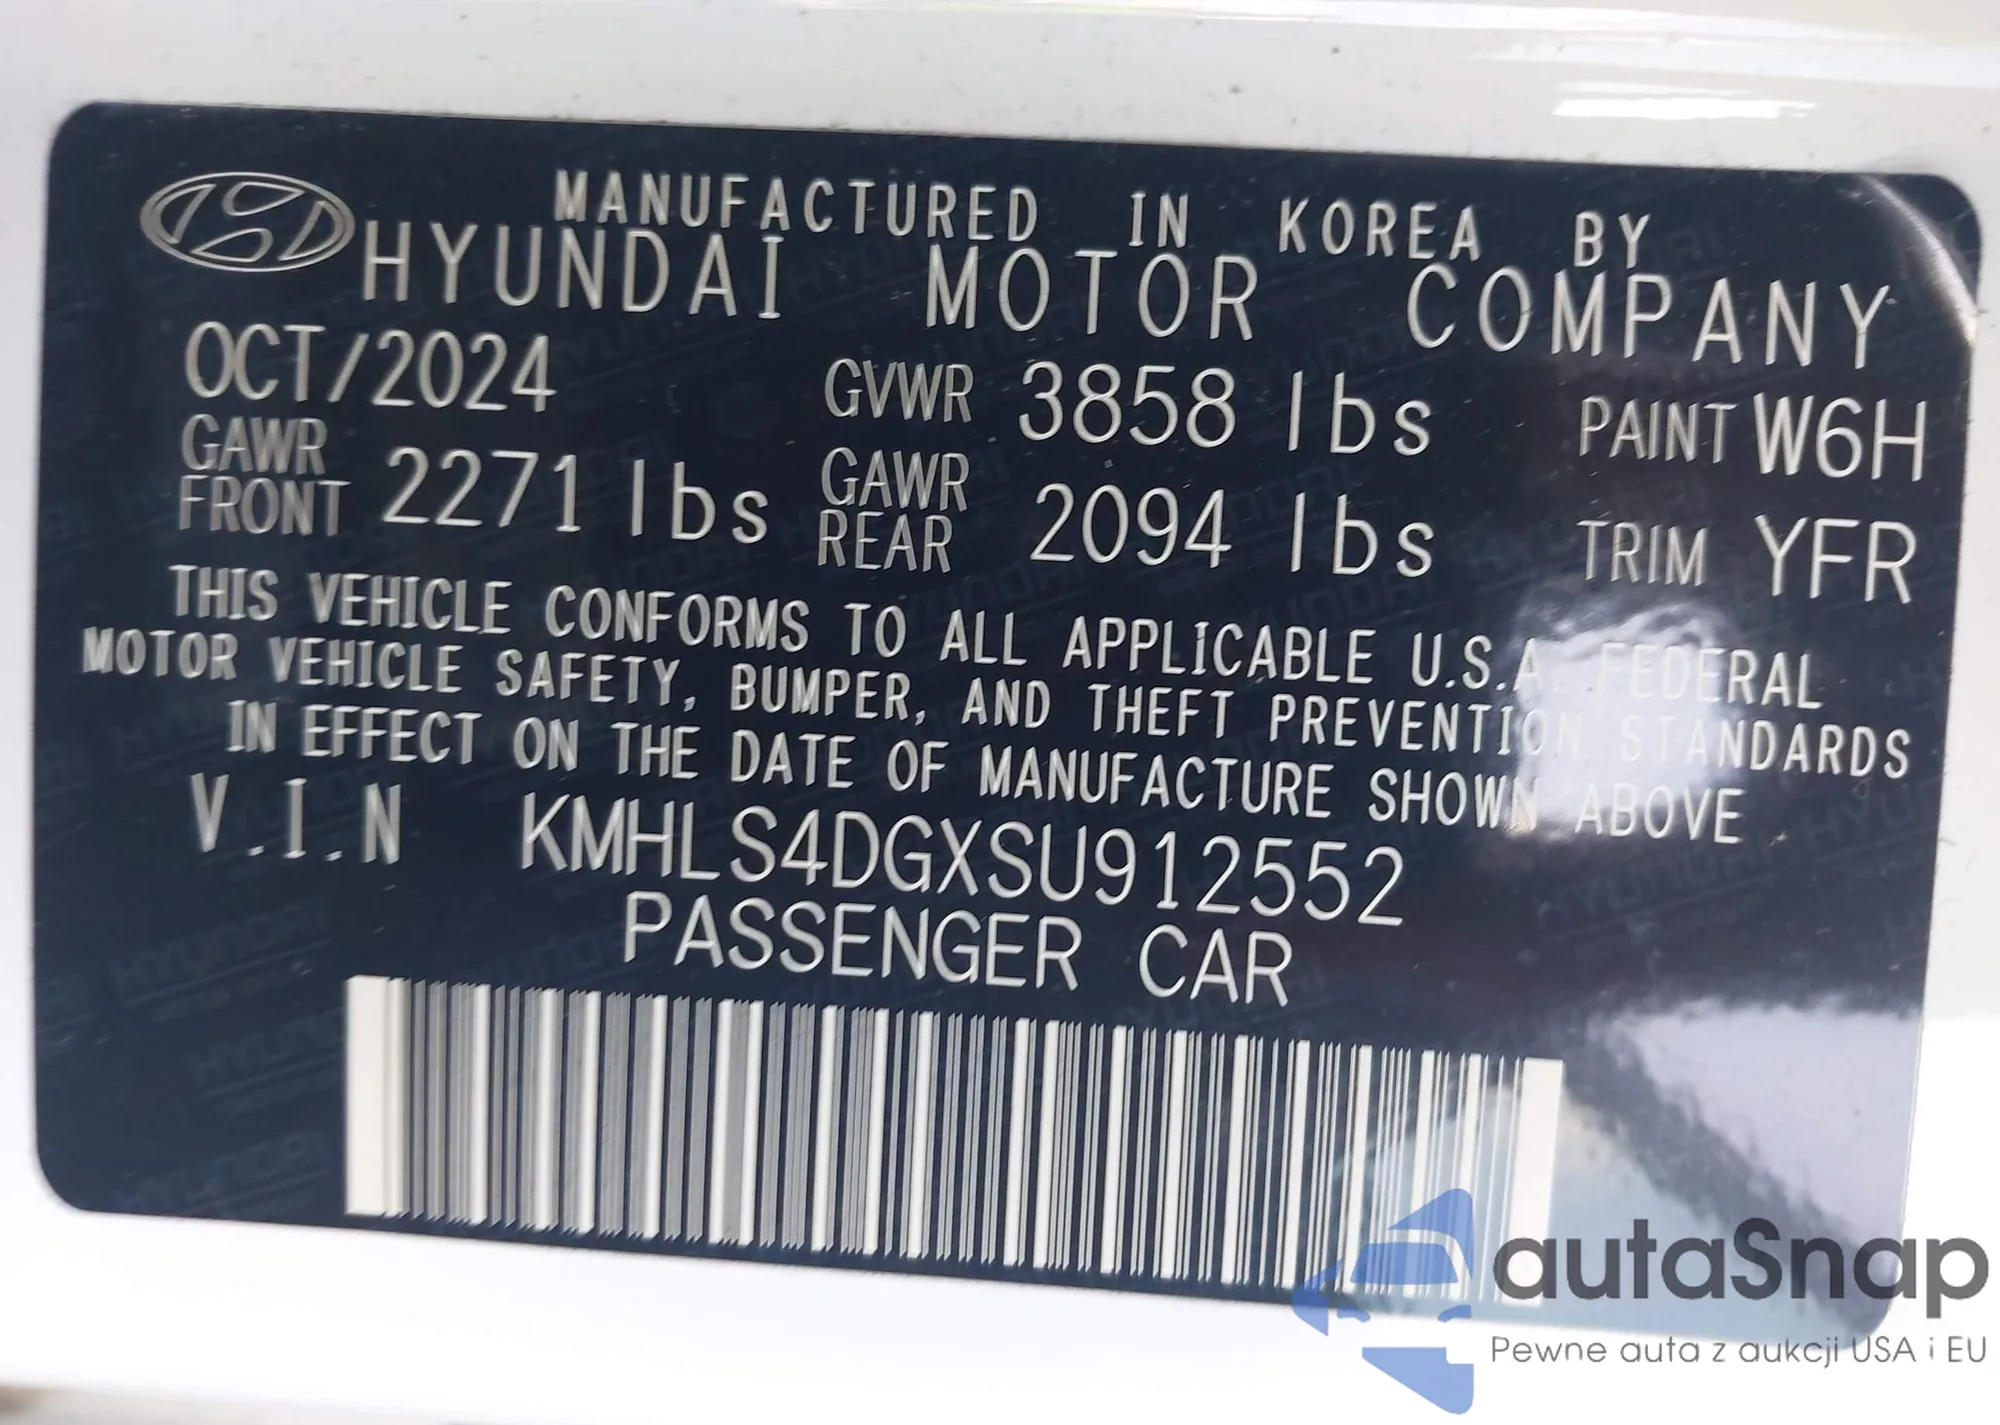 MANUFACTURED IN KOREA BY
HYUNDAI MOTOR COMPANY
OCT/2024 GVWR 3858 lbs PAINT W6H
GAWR FRONT 2271 lbs GAWR REAR 2094 lbs TRIM YFR
THIS VEHICLE CONFORMS TO ALL APPLICABLE U.S.A. FEDERAL
MOTOR VEHICLE SAFETY, BUMPER, AND THEFT PREVENTION STANDARDS
IN EFFECT ON THE DATE OF MANUFACTURE SHOWN ABOVE
V.I.N KMHLS4DGXSU912552
PASSENGER CAR
autaSnap
Pewne auta z aukcji USA i EU